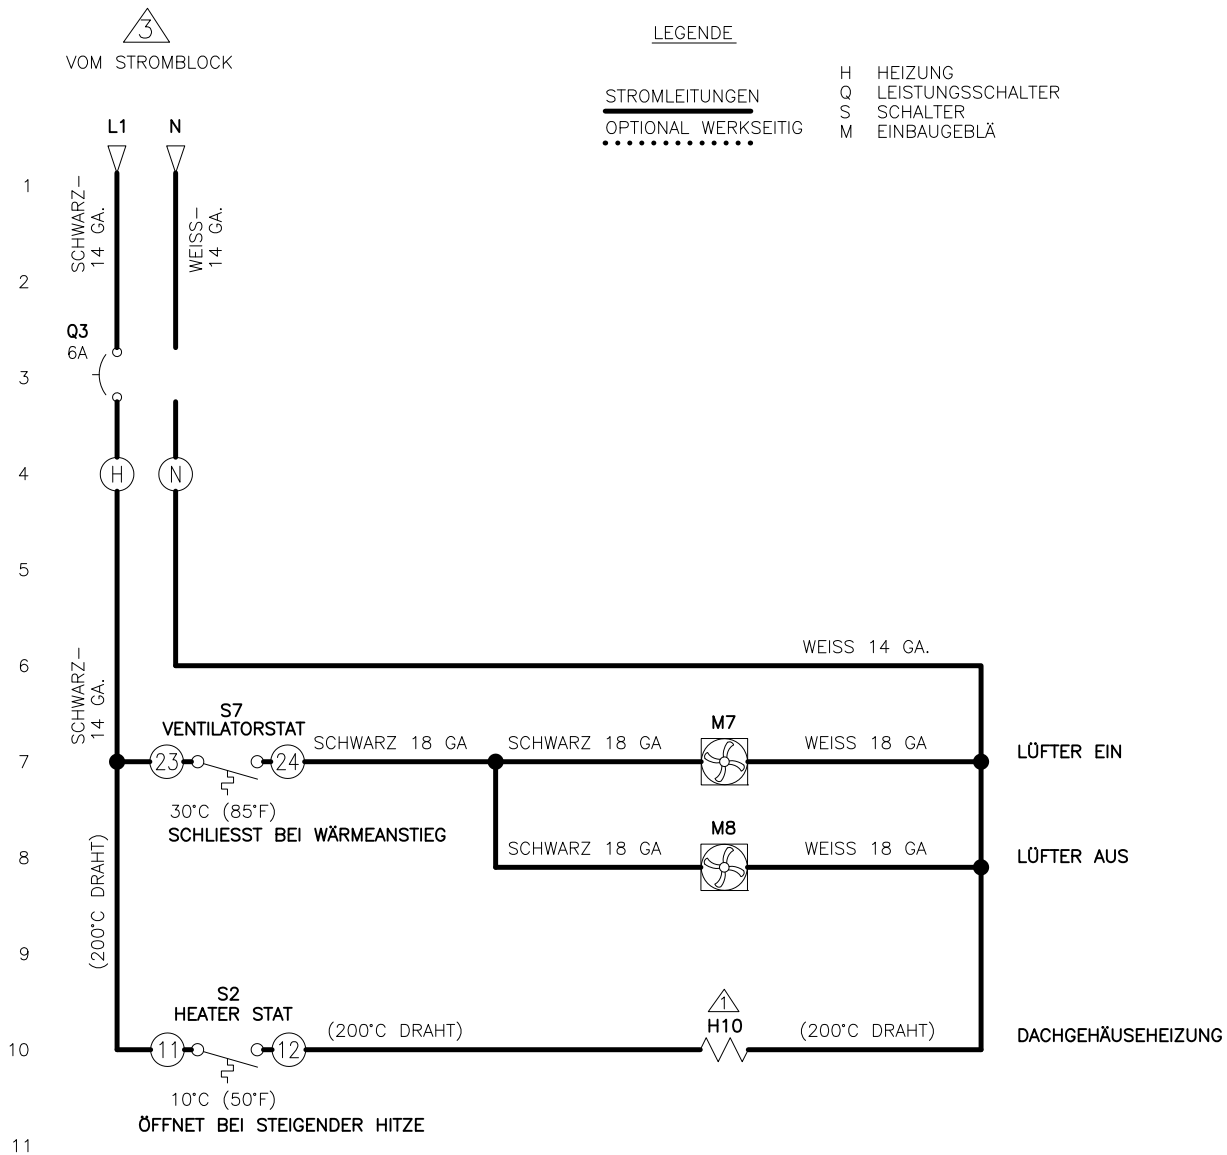 3
VOM STROMBLOCK
LEGENDE
STROMLEITUNGEN
OPTIONAL WERKSEITIG
H HEIZUNG
Q LEISTUNGSSCHALTER
S SCHALTER
M EINBAUGEBLÄ
L1 N
1
SCHWARZ–
14 GA.
WEISS–
14 GA.
2
Q3
6A
3
4
H
N
5
6
WEISS 14 GA.
SCHWARZ–
14 GA.
S7
VENTILATORSTAT
7
23
24
SCHWARZ 18 GA
SCHWARZ 18 GA
M7
WEISS 18 GA
LÜFTER EIN
30°C (85°F)
SCHLIESST BEI WÄRMEANSTIEG
8
SCHWARZ 18 GA
M8
WEISS 18 GA
LÜFTER AUS
(200°C DRAHT)
9
S2
HEATER STAT
10
11
12
(200°C DRAHT)
1
H10
(200°C DRAHT)
DACHGEHÄUSEHEIZUNG
10°C (50°F)
ÖFFNET BEI STEIGENDER HITZE
11